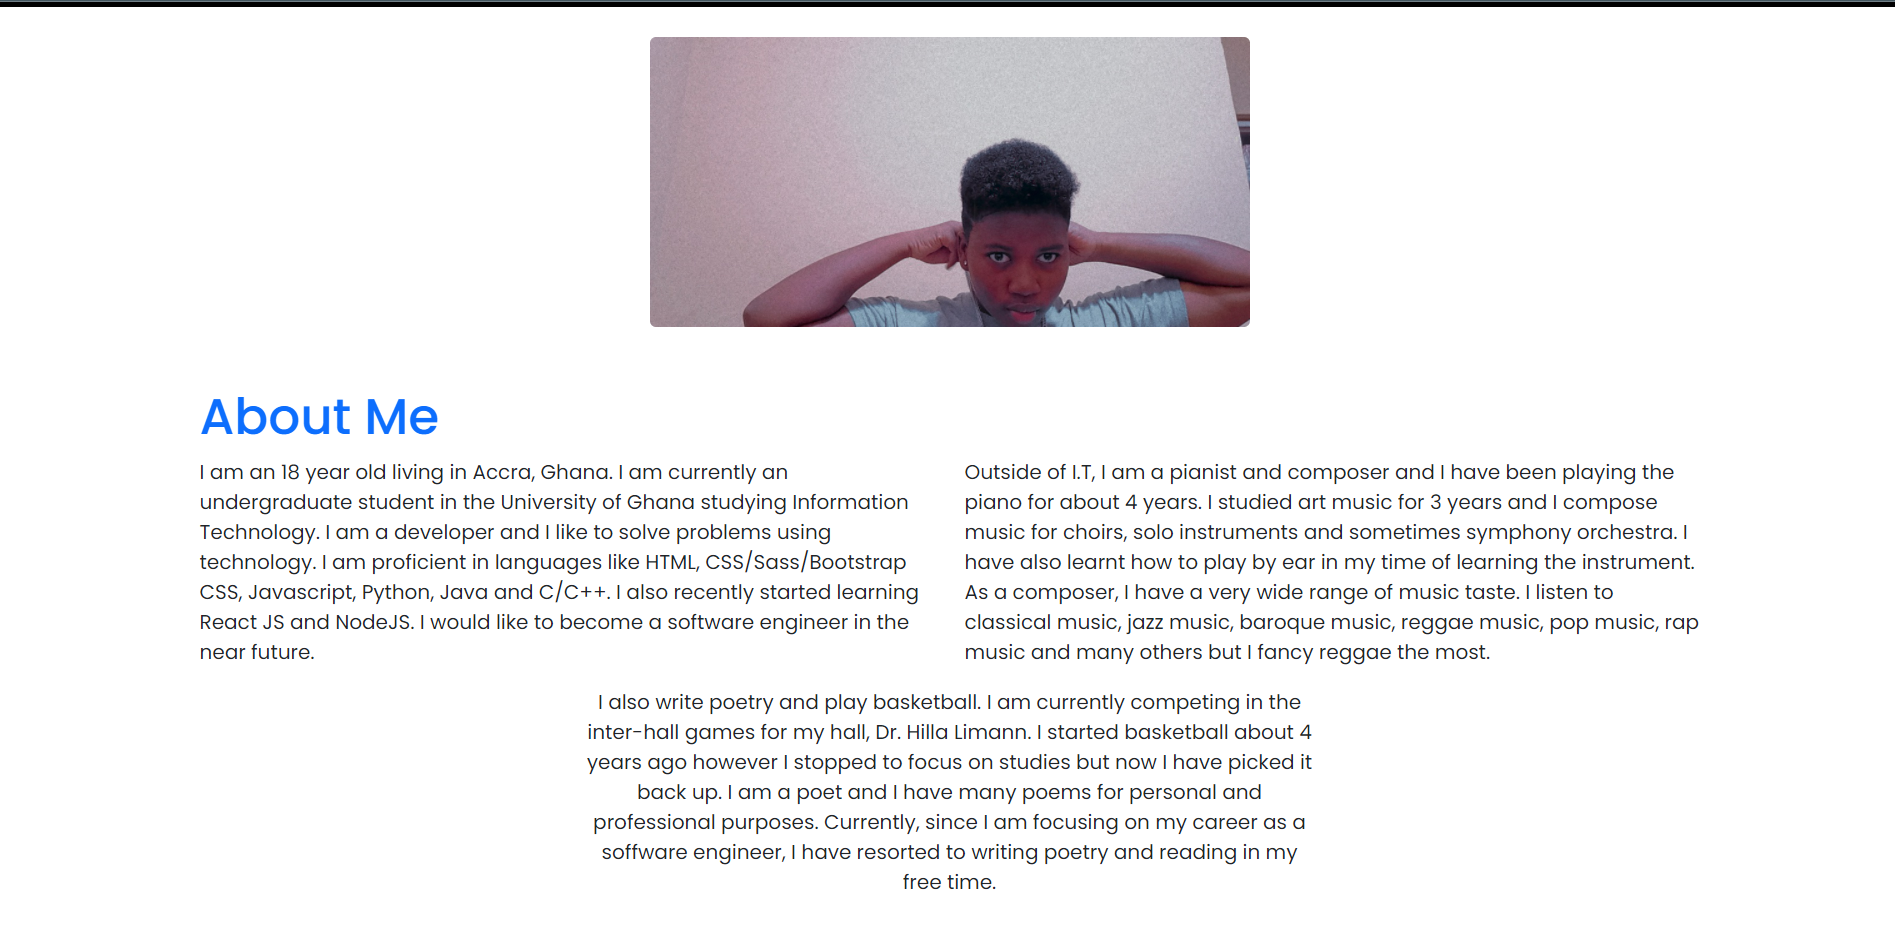 About Me
I am an 18 year old living in Accra, Ghana. I am currently an
undergraduate student in the University of Ghana studying Information
Technology. I am a developer and I like to solve problems using
technology. I am proficient in languages like HTML, CSS/Sass/Bootstrap
CSS, Javascript, Python, Java and C/C++. I also recently started learning
React JS and NodeJS. I would like to become a software engineer in the
near future.
Outside of I.T, I am a pianist and composer and I have been playing the
piano for about 4 years. I studied art music for 3 years and I compose
music for choirs, solo instruments and sometimes symphony orchestra. I
have also learnt how to play by ear in my time of learning the instrument.
As a composer, I have a very wide range of music taste. I listen to
classical music, jazz music, baroque music, reggae music, pop music, rap
music and many others but I fancy reggae the most.
I also write poetry and play basketball. I am currently competing in the
inter-hall games for my hall, Dr. Hilla Limann. I started basketball about 4
years ago however I stopped to focus on studies but now I have picked it
back up. I am a poet and I have many poems for personal and
professional purposes. Currently, since I am focusing on my career as a
soffware engineer, I have resorted to writing poetry and reading in my
free time.